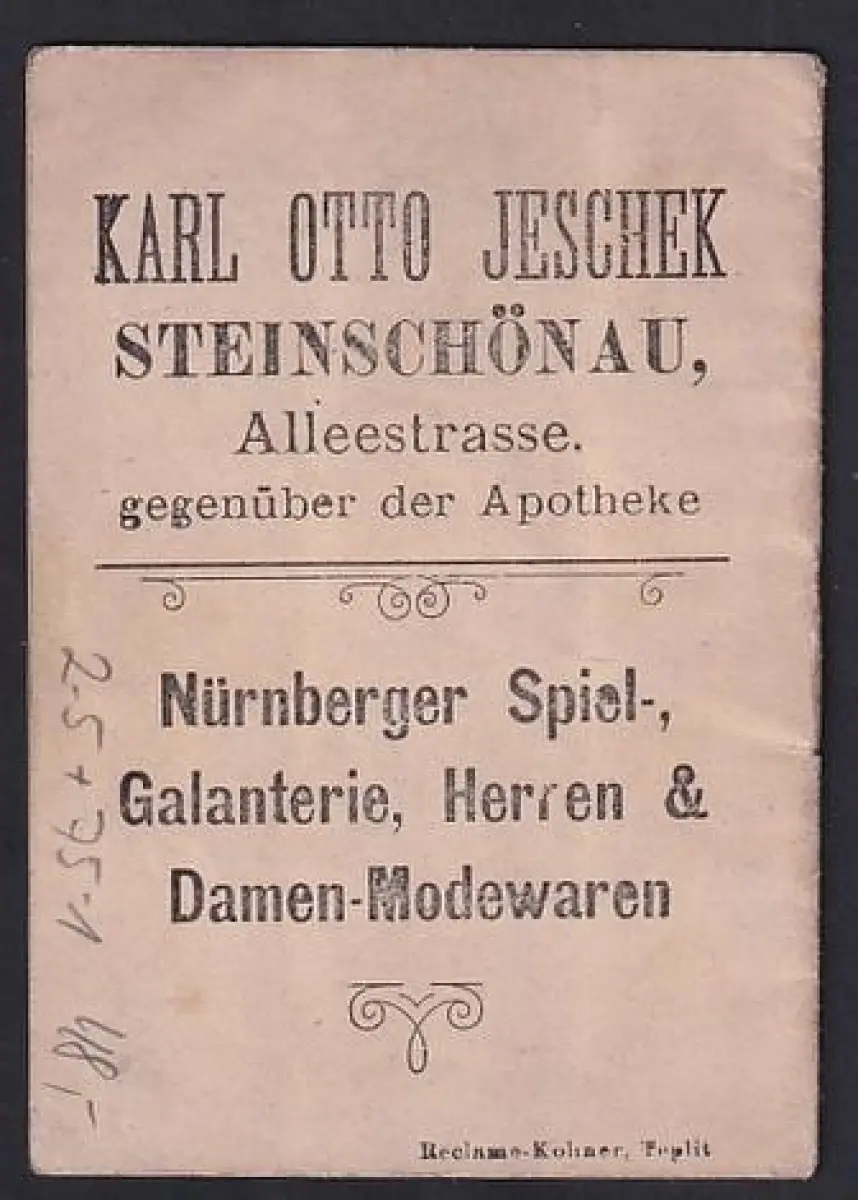 KARL OTTO JESCHEK
STEINSCHÖNAU,
Alleestrasse.
gegenüber der Apotheke
Nürnberger Spiel-,
Galanterie, Herren &
Damen-Modewaren
Reclame-Kohner, Teplit